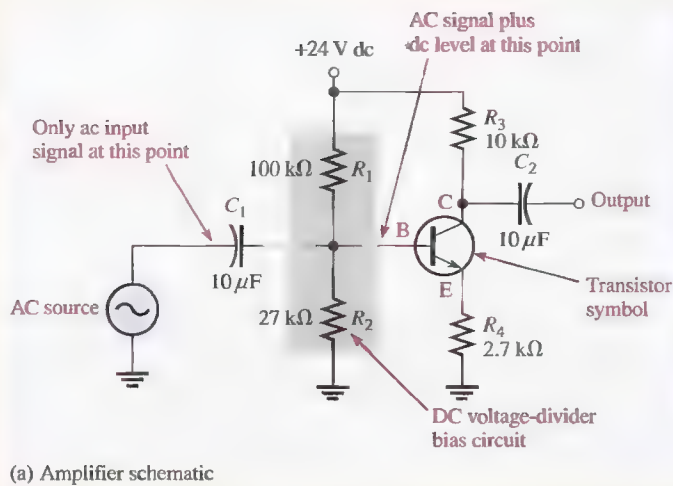 AC signal plus
dc level at this point
+24 V dc
Only ac input
signal at this point
R3
10 kΩ
100 kΩ R1
C2
C1
C
Output
B
10 μF
10 μF
E
Transistor
symbol
AC source
27 kΩ R2
R4
2.7 kΩ
DC voltage-divider
bias circuit
(a) Amplifier schematic